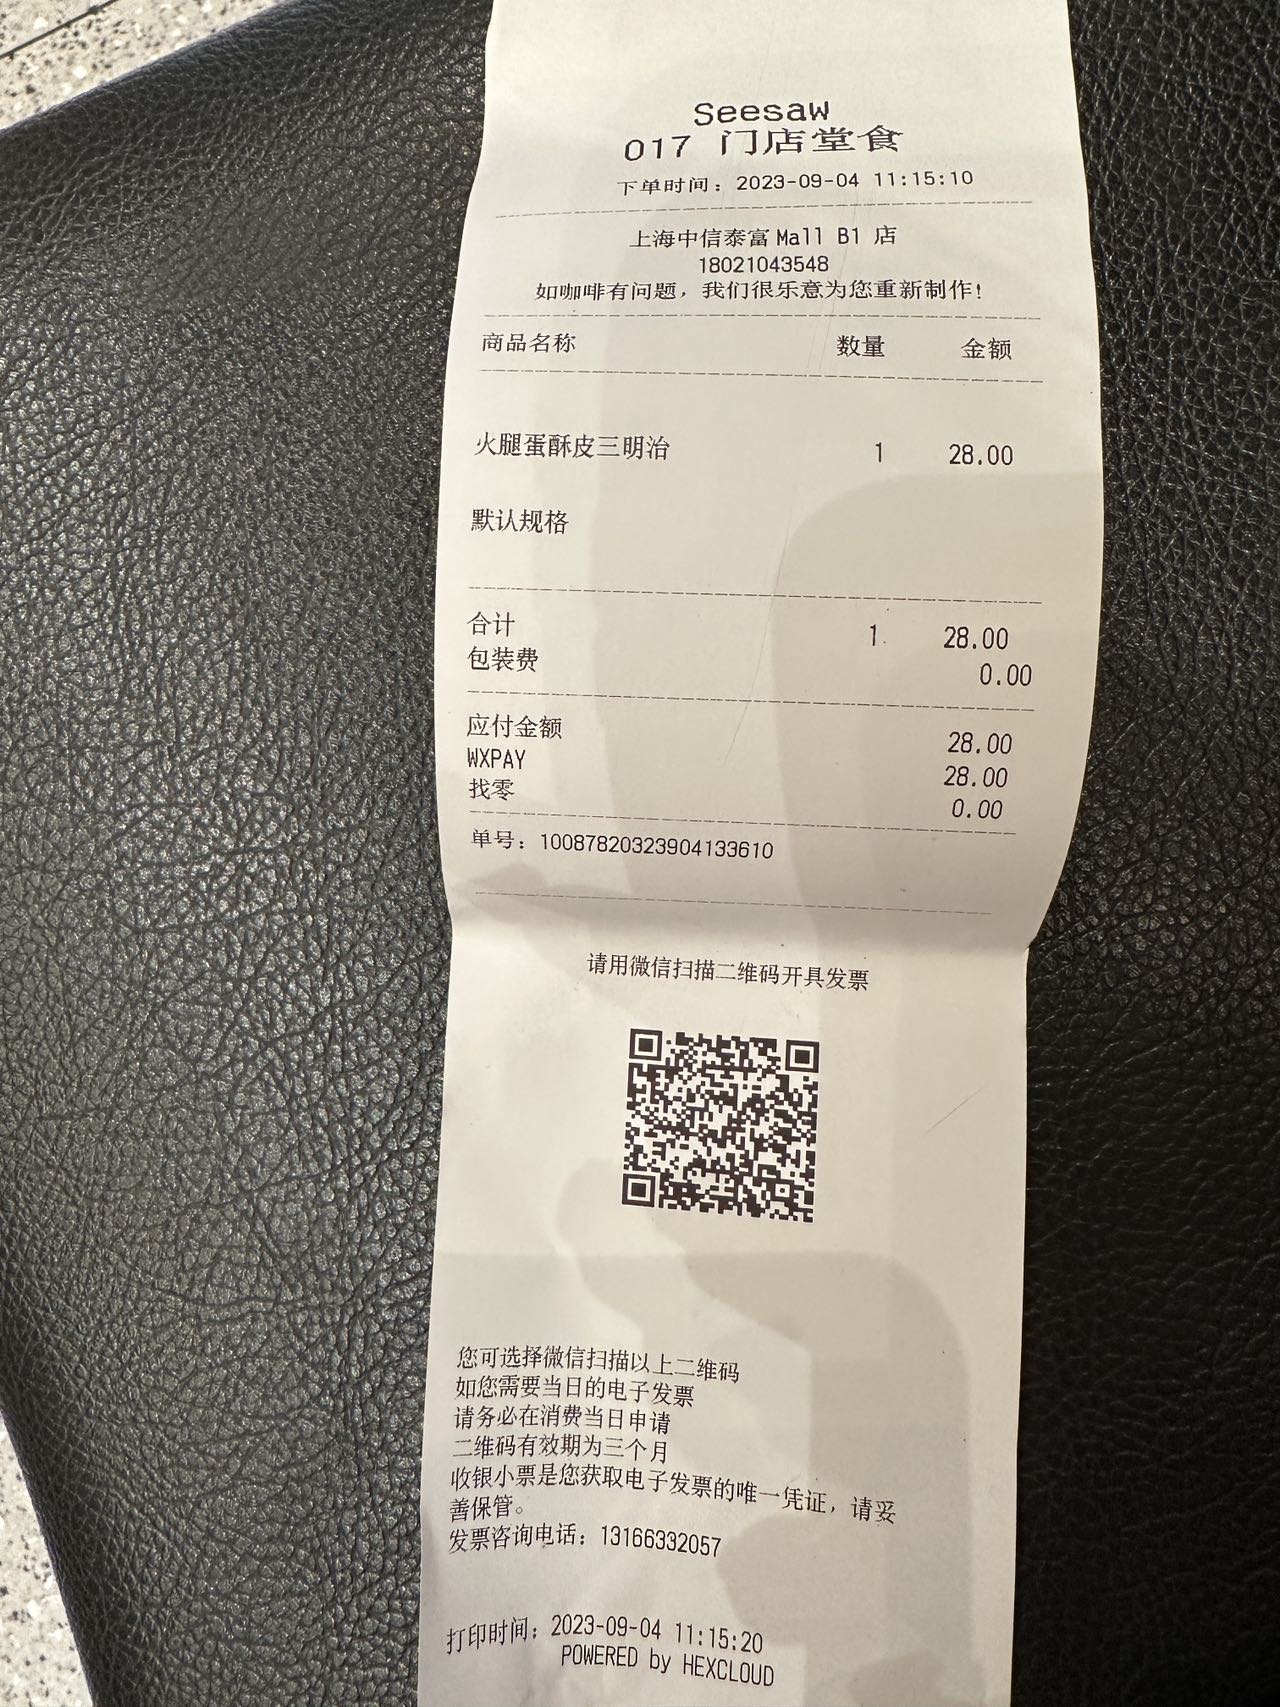 Seesaw
017 门店堂食
下单时间：2023-09-04 11:15:10
上海中信泰富Mall B1 店
18021043548
如咖啡有问题，我们很乐意为您重新制作！
商品名称 数量 金额
火腿蛋酥皮三明治 1 28.00
默认规格
合计 1 28.00
包装费 0.00
应付金额 28.00
WXPAY 28.00
找零 0.00
单号：10087820323904133610
请用微信扫描二维码开具发票
您可选择微信扫描以上二维码
如您需要当日的电子发票
请务必在消费当日申请
二维码有效期为三个月
收银小票是您获取电子发票的唯一凭证，请妥
善保管。
发票咨询电话：13166332057
打印时间：2023-09-04 11:15:20
POWERED by HEXCLOUD